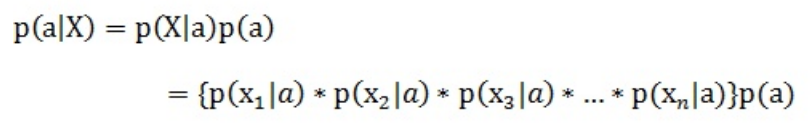 p(a|X) = p(X|a)p(a)
= {p(x₁|a) * p(x₂|a) * p(x₃|a) * ... * p(xₙ|a)}p(a)